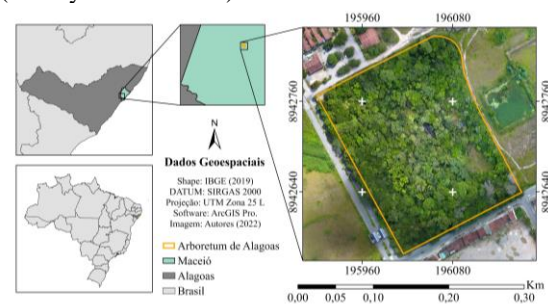 195960 196080
8942760
8942640
8942760
8942640
195960 196080
N
Dados Geospaciais
Shape: IBGE (2019)
DATUM: SIRGAS 2000
Projeção: UTM Zona 25 L
Software: ArcGIS Pro.
Imagem: Autores (2022)
Arboretum de Alagoas
Maceió
Alagoas
Brasil
Km
0,00 0,05 0,10 0,20 0,30